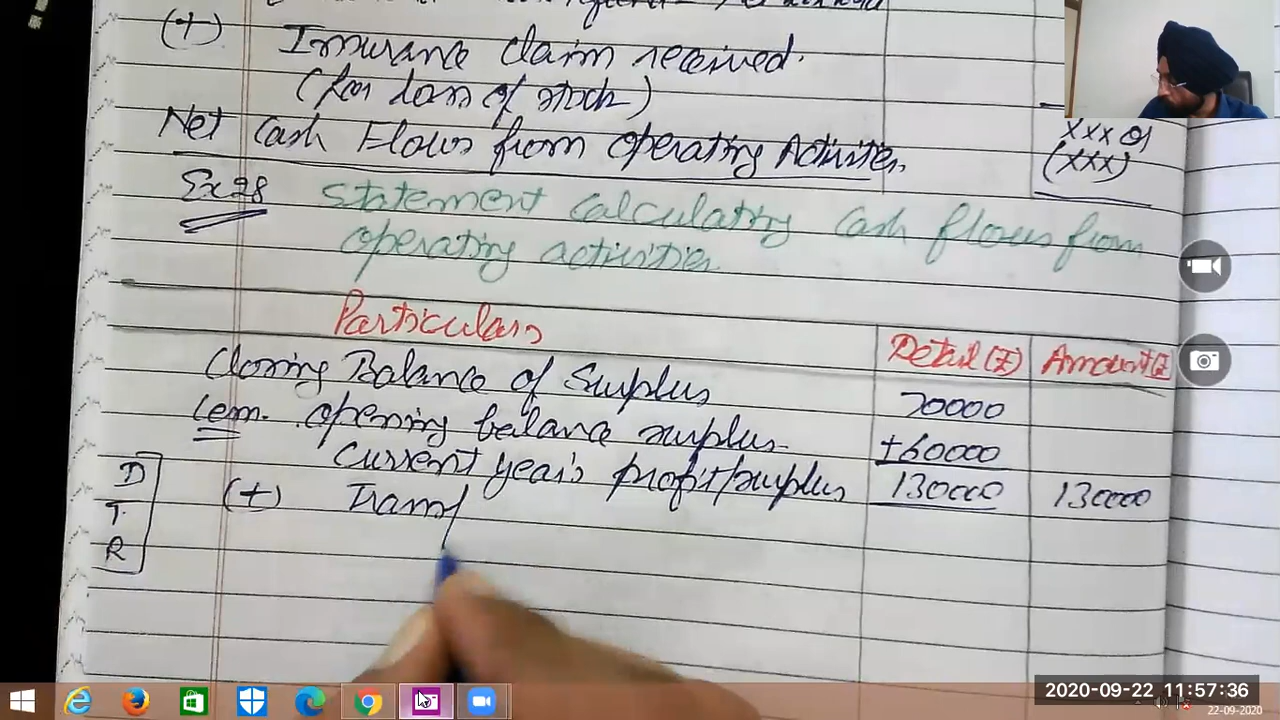 (+) Insurance claim received.
(for loss of stock)
Net Cash Flows from operating Activities.
xxx or
(xxx)
Ex 28 Statement calculating cash flows from
operating activities
Particulars Detail (₹) Amount (₹
Closing Balance of Surplus 70000
Less. opening balance surplus. +60000
Current year's profit/surplus 130000 130000
D
T.
R
(+) Transf
2020-09-22 11:57:36
22-09-2020